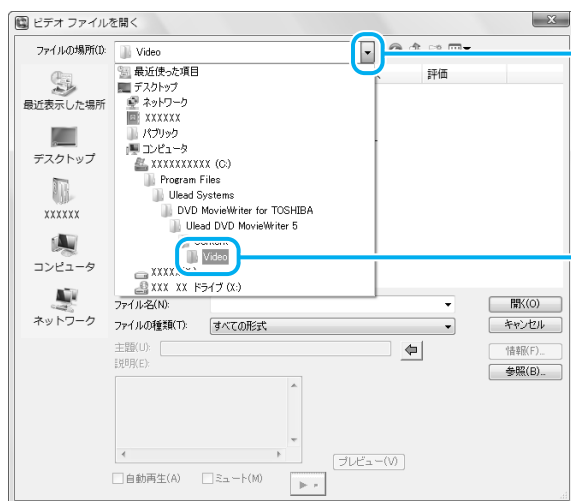 ビデオ ファイルを開く
ファイルの場所(I):
Video
評価
最近使った項目
デスクトップ
ネットワーク
XXXXXX
パブリック
コンピュータ
XXXXXXXXXX (C:)
Program Files
Ulead Systems
DVD MovieWriter for TOSHIBA
Ulead DVD MovieWriter 5
Content
Video
XXXXX
XXX XX ドライブ (X:)
最近表示した場所
デスクトップ
XXXXXX
コンピュータ
ネットワーク
ファイル名(N):
開く(O)
ファイルの種類(T):
すべての形式
キャンセル
主題(U):
情報(F)...
説明(E):
参照(B)...
プレビュー(V)
自動再生(A)
ミュート(M)